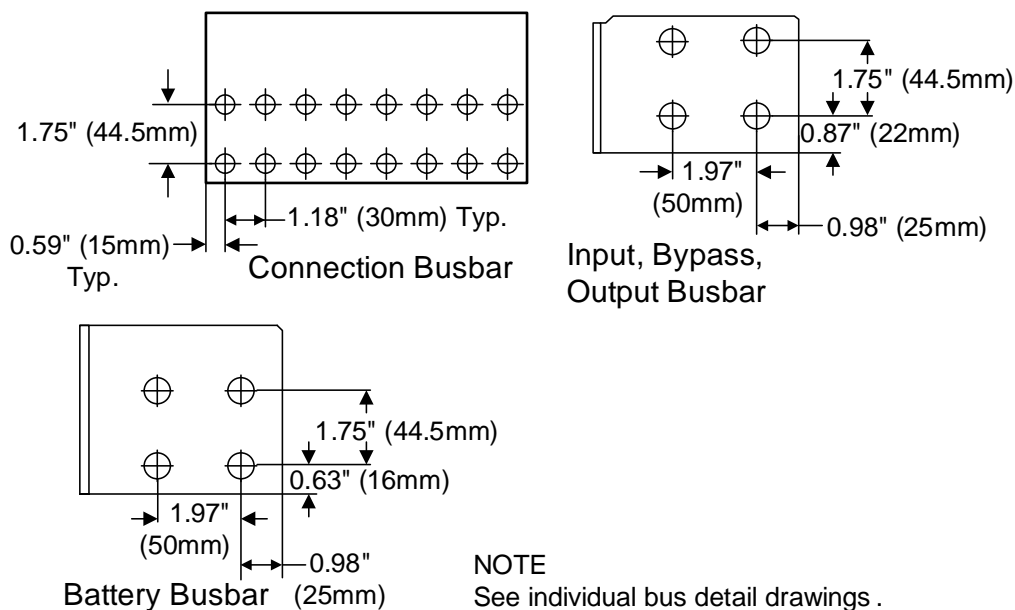 1.75" (44.5mm)
1.18" (30mm) Typ.
0.59" (15mm)
Typ.
Connection Busbar
1.75" (44.5mm)
0.87" (22mm)
1.97"
(50mm)
0.98" (25mm)
Input, Bypass,
Output Busbar
1.75" (44.5mm)
0.63" (16mm)
1.97"
(50mm)
0.98"
(25mm)
Battery Busbar
NOTE
See individual bus detail drawings .